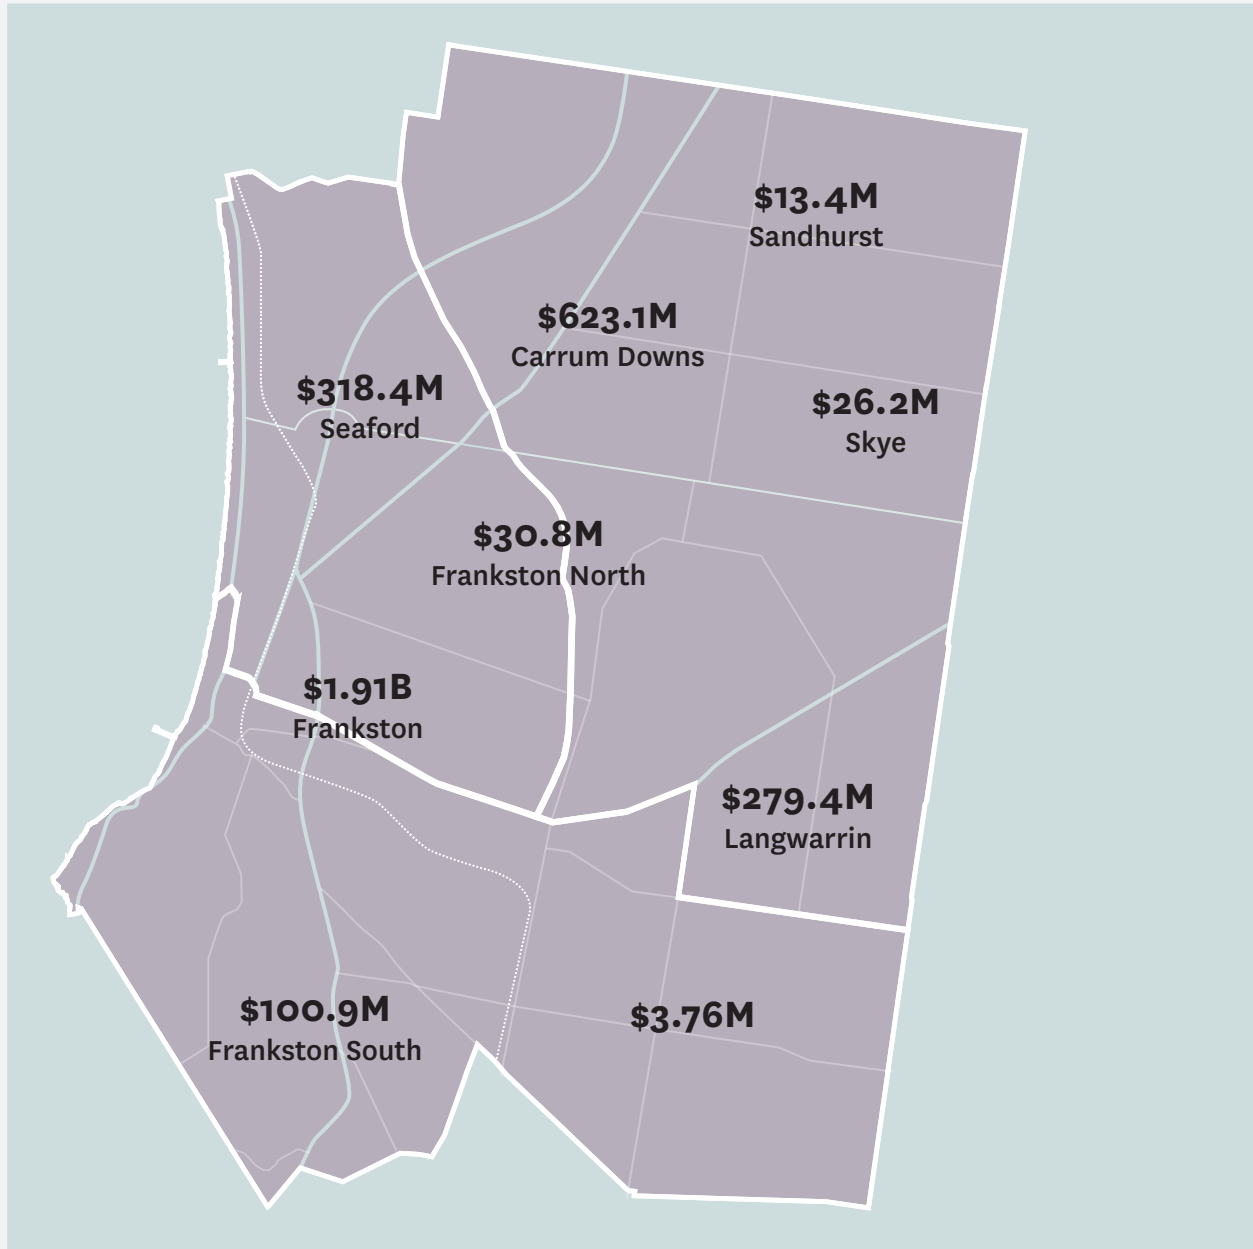 $13.4M
Sandhurst
$623.1M
Carrum Downs
$318.4M
Seaford
$26.2M
Skye
$30.8M
Frankston North
$1.91B
Frankston
$279.4M
Langwarrin
$100.9M
Frankston South
$3.76M